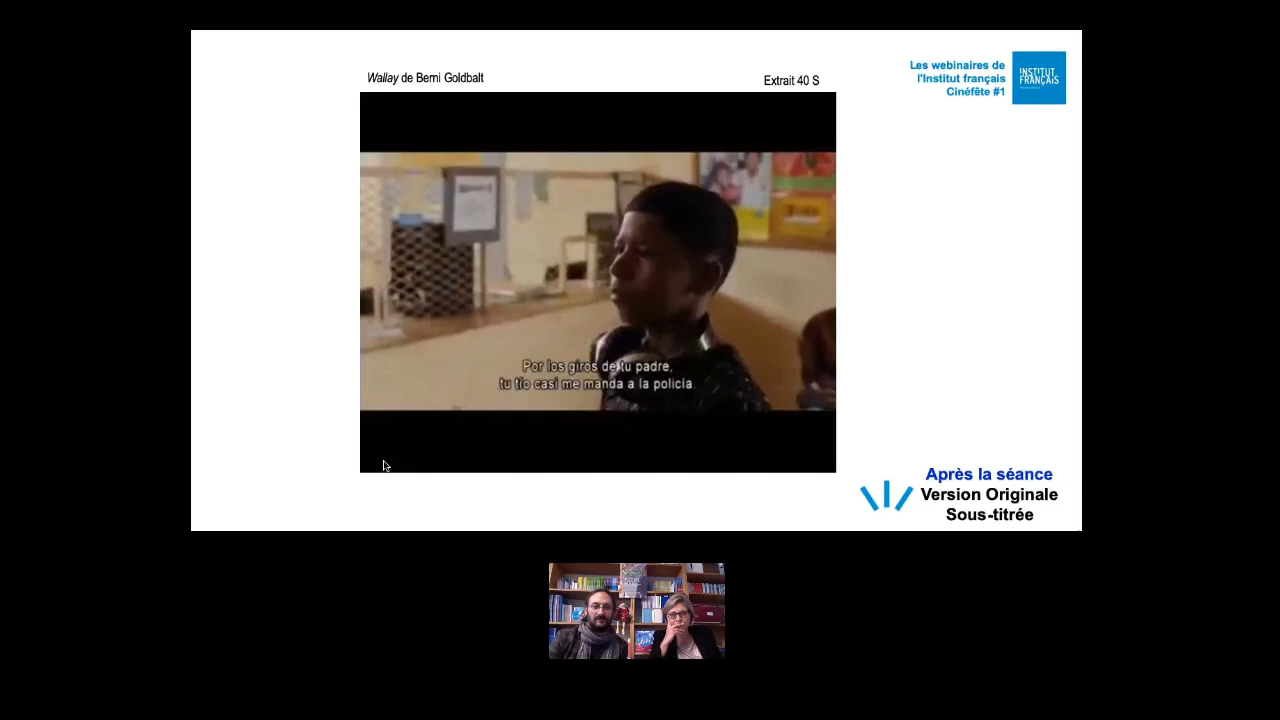 Wallay de Berni Goldbalt
Extrait 40 S
Les webinaires de
l'Institut français
Cinéfête #1
INSTITUT
FRANÇAIS
Por los giros de tu padre,
tu tío casi me manda a la policía.
Après la séance
Version Originale
Sous-titrée